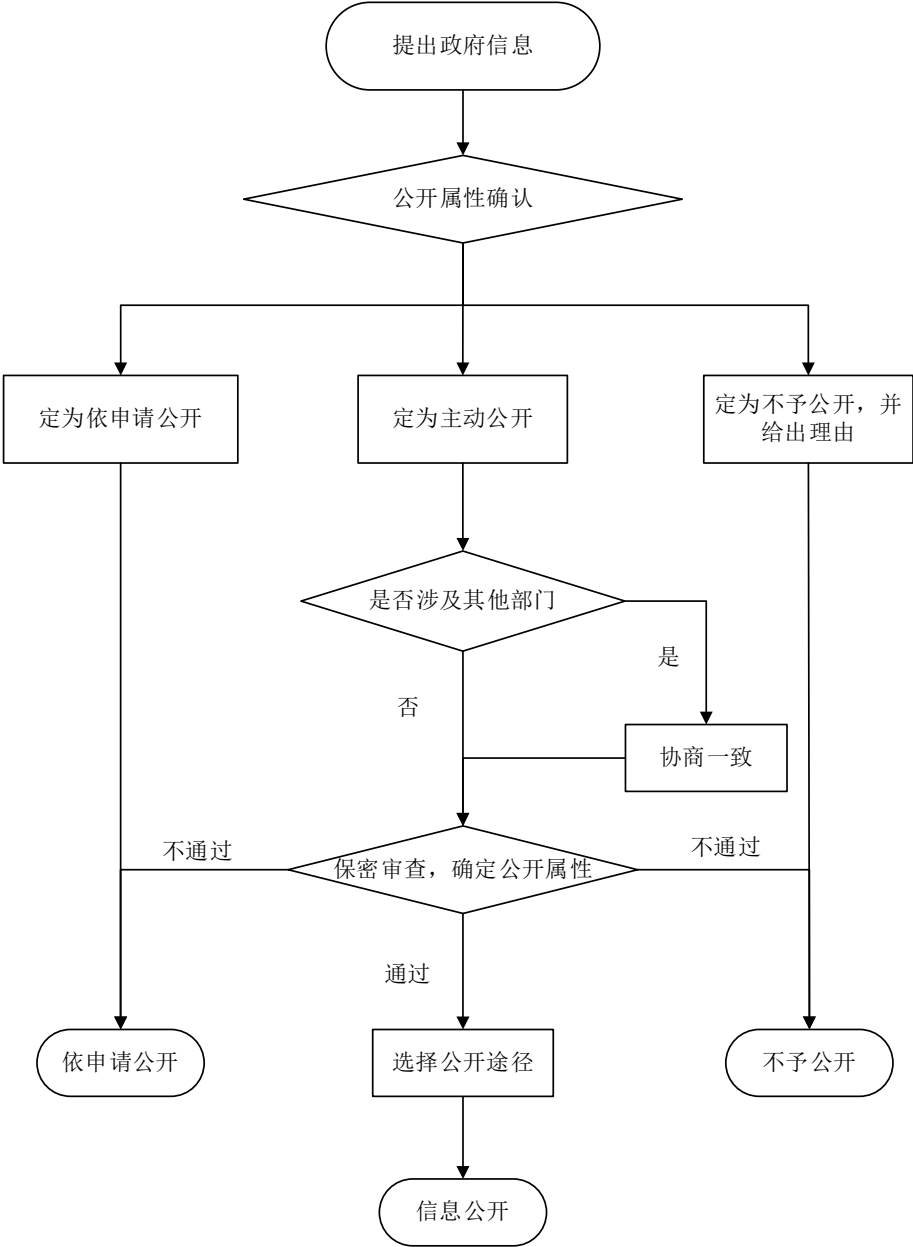 提出政府信息
公开属性确认
定为依申请公开
定为主动公开
定为不予公开，并
给出理由
是否涉及其他部门
是
否
协商一致
不通过
保密审查，确定公开属性
不通过
通过
依申请公开
选择公开途径
不予公开
信息公开